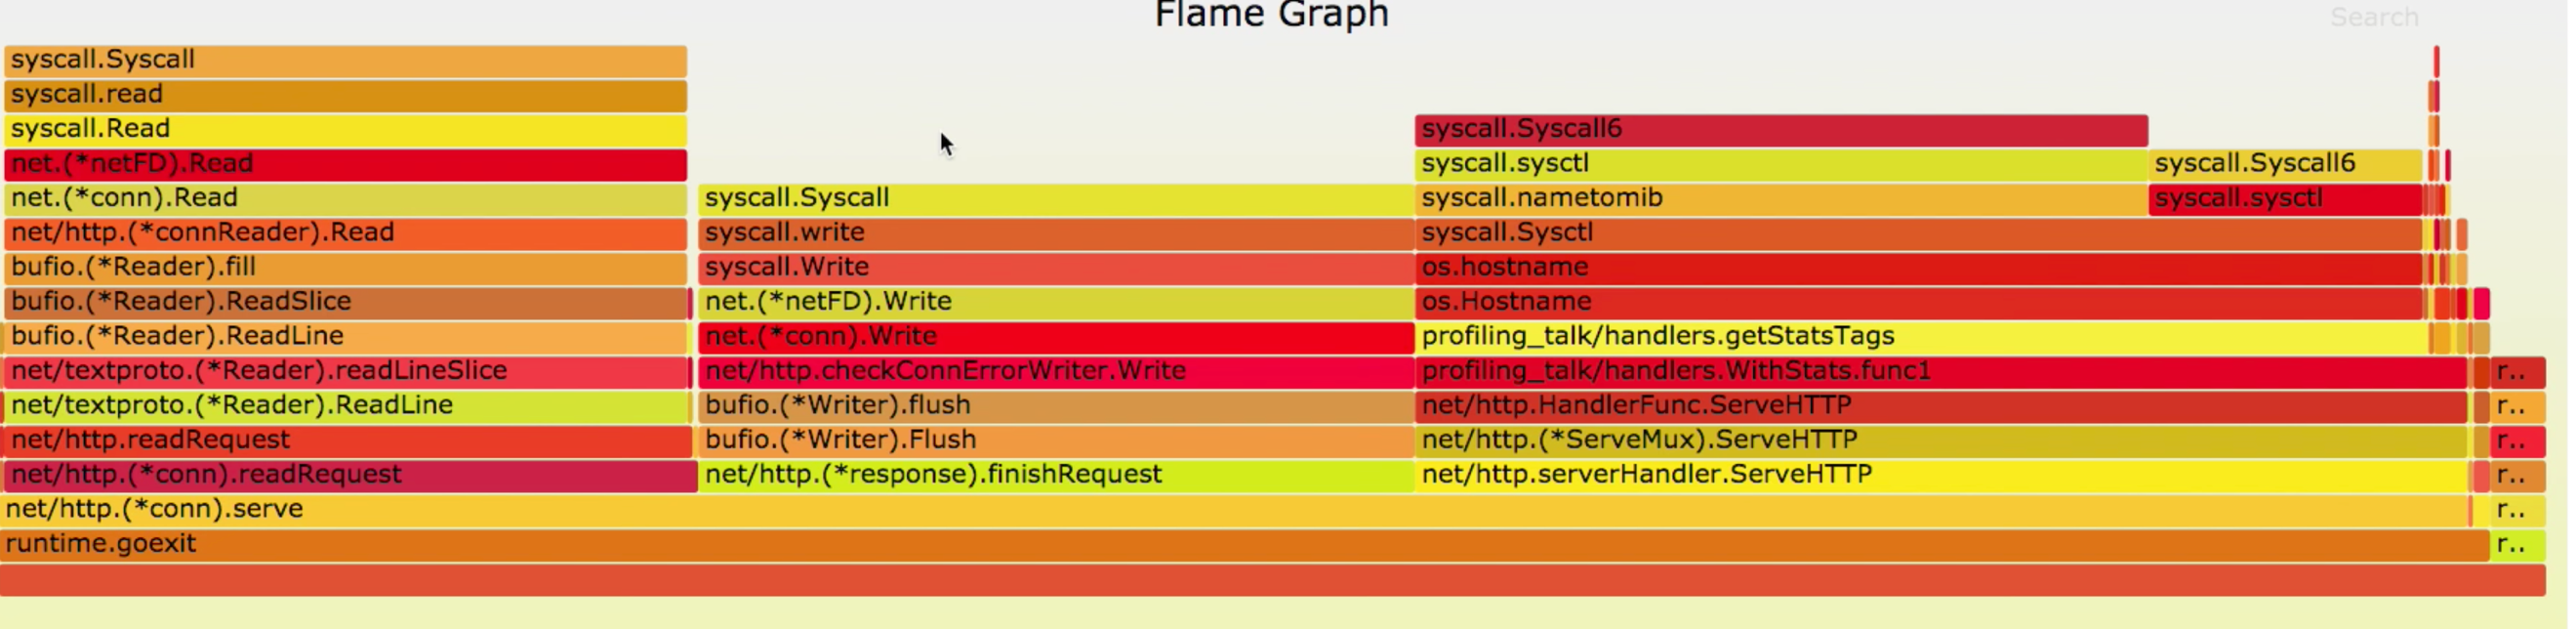 Flame Graph
Search
syscall.Syscall
syscall.read
syscall.Read syscall.Syscall6
net.(*netFD).Read syscall.sysctl syscall.Syscall6
net.(*conn).Read syscall.Syscall syscall.nametomib syscall.sysctl
net/http.(*connReader).Read syscall.write syscall.Sysctl
bufio.(*Reader).fill syscall.Write os.hostname
bufio.(*Reader).ReadSlice net.(*netFD).Write os.Hostname
bufio.(*Reader).ReadLine net.(*conn).Write profiling_talk/handlers.getStatsTags
net/textproto.(*Reader).readLineSlice net/http.checkConnErrorWriter.Write profiling_talk/handlers.WithStats.func1 r..
net/textproto.(*Reader).ReadLine bufio.(*Writer).flush net/http.HandlerFunc.ServeHTTP r..
net/http.readRequest bufio.(*Writer).Flush net/http.(*ServeMux).ServeHTTP r..
net/http.(*conn).readRequest net/http.(*response).finishRequest net/http.serverHandler.ServeHTTP r..
net/http.(*conn).serve r..
runtime.goexit r..